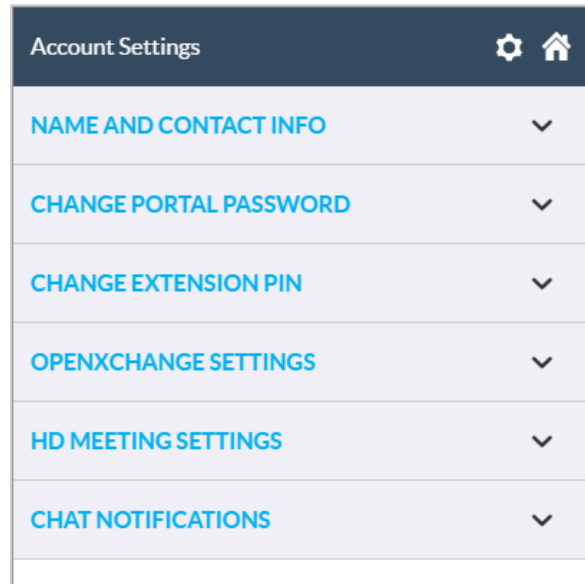 Account Settings
NAME AND CONTACT INFO
CHANGE PORTAL PASSWORD
CHANGE EXTENSION PIN
OPENXCHANGE SETTINGS
HD MEETING SETTINGS
CHAT NOTIFICATIONS